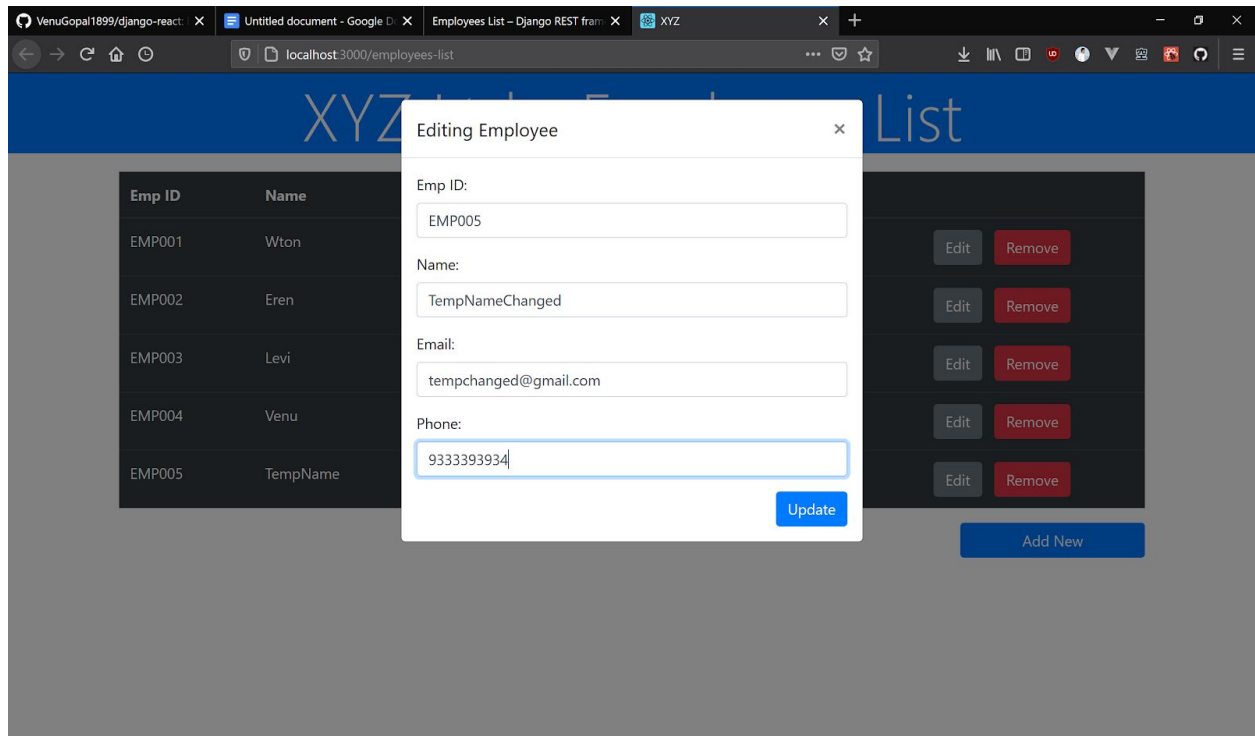 VenuGopal1899/django-react:
Untitled document - Google D
Employees List – Django REST fram
XYZ
localhost:3000/employees-list
XYZ
List
Editing Employee
×
Emp ID
Name
Emp ID:
EMP005
EMP001
Wton
Edit
Remove
Name:
TempNameChanged
EMP002
Eren
Edit
Remove
Email:
tempchanged@gmail.com
EMP003
Levi
Edit
Remove
Phone:
9333393934
EMP004
Venu
Edit
Remove
EMP005
TempName
Edit
Remove
Update
Add New